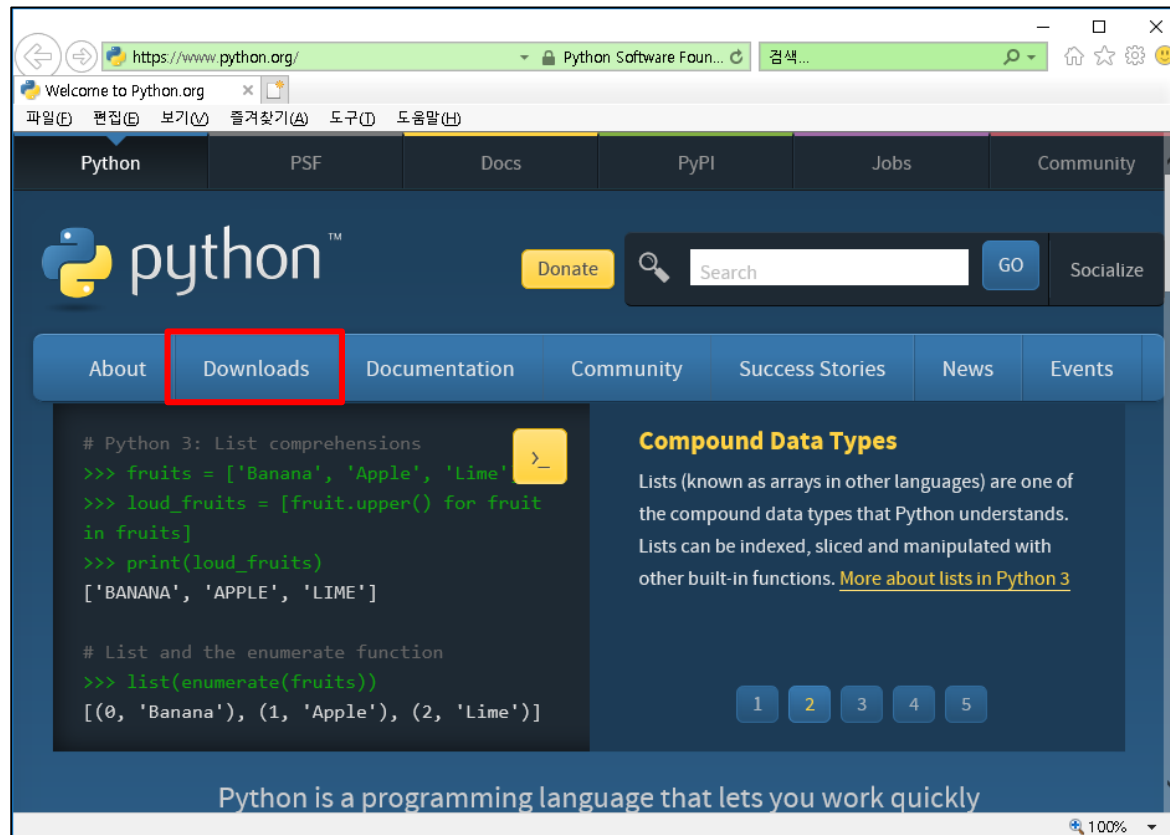 https://www.python.org/
Python Software Foun...
검색...
Welcome to Python.org
파일(F) 편집(E) 보기(V) 즐겨찾기(A) 도구(T) 도움말(H)
Python PSF Docs PyPI Jobs Community
python™
Donate
Search
GO
Socialize
About Downloads Documentation Community Success Stories News Events
# Python 3: List comprehensions
>>> fruits = ['Banana', 'Apple', 'Lime'
>>> loud_fruits = [fruit.upper() for fruit
in fruits]
>>> print(loud_fruits)
['BANANA', 'APPLE', 'LIME']
# List and the enumerate function
>>> list(enumerate(fruits))
[(0, 'Banana'), (1, 'Apple'), (2, 'Lime')]
>_
Compound Data Types
Lists (known as arrays in other languages) are one of
the compound data types that Python understands.
Lists can be indexed, sliced and manipulated with
other built-in functions. More about lists in Python 3
1 2 3 4 5
Python is a programming language that lets you work quickly
100%